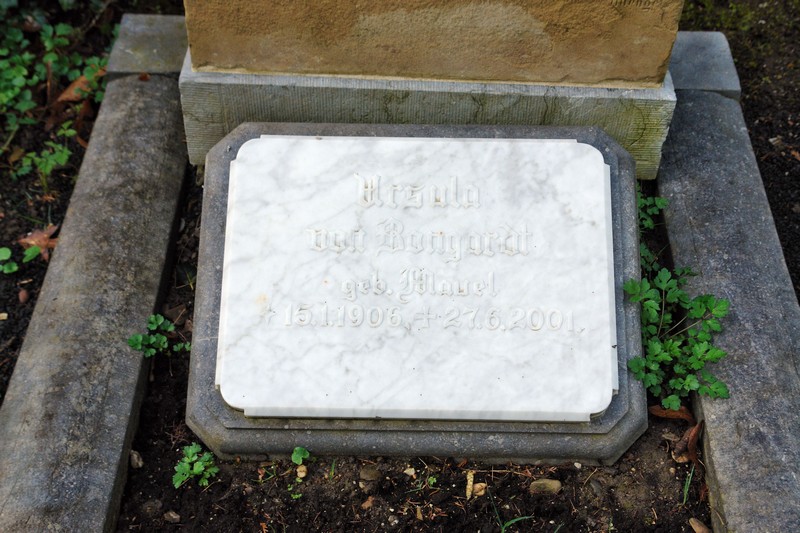 Ursula
von Bongardt
geb. Mauel
* 15.1.1906, + 27.6.2001.